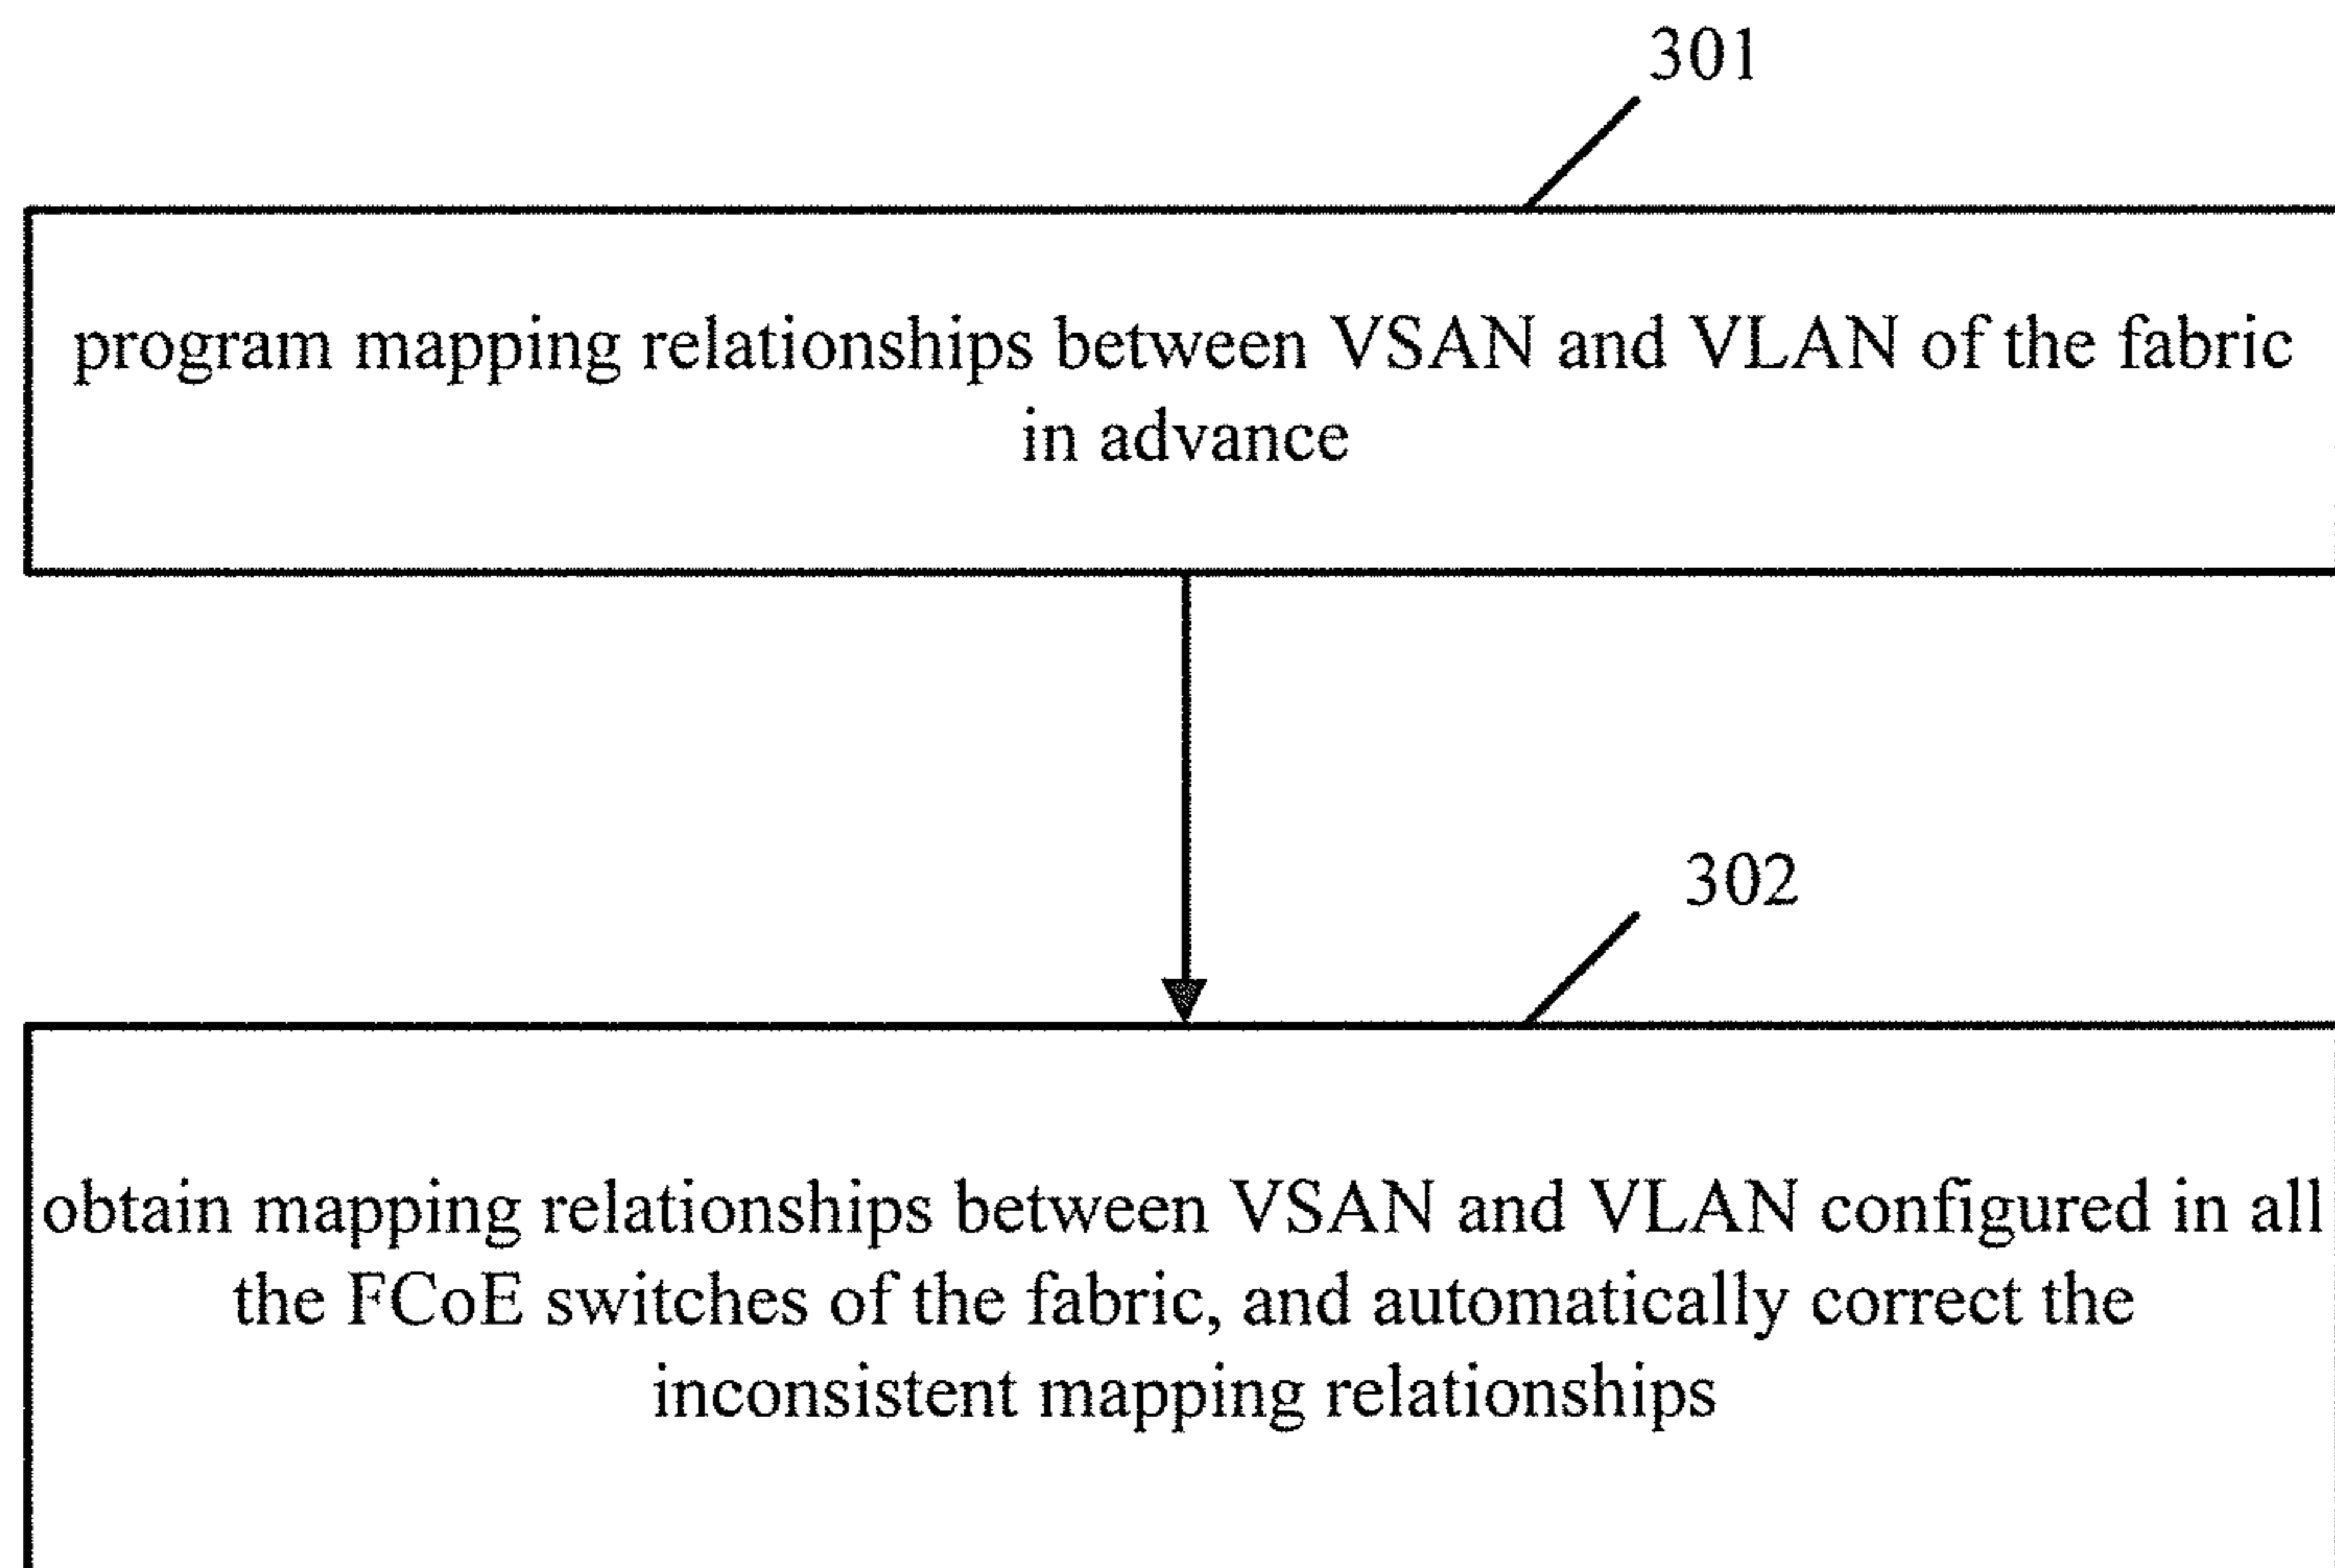 301
program mapping relationships between VSAN and VLAN of the fabric
in advance
302
obtain mapping relationships between VSAN and VLAN configured in all
the FCoE switches of the fabric, and automatically correct the
inconsistent mapping relationships